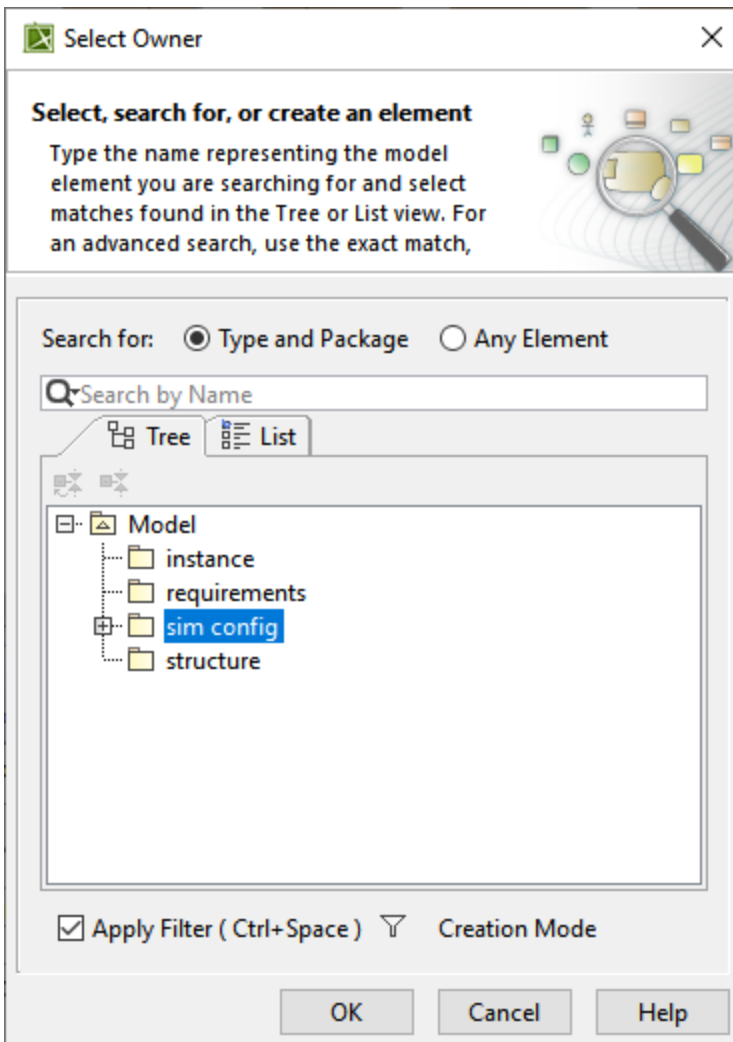 Select Owner
Select, search for, or create an element
Type the name representing the model
element you are searching for and select
matches found in the Tree or List view. For
an advanced search, use the exact match,
Search for: Type and Package Any Element
Search by Name
Tree List
Model
instance
requirements
sim config
structure
Apply Filter ( Ctrl+Space ) Creation Mode
OK Cancel Help